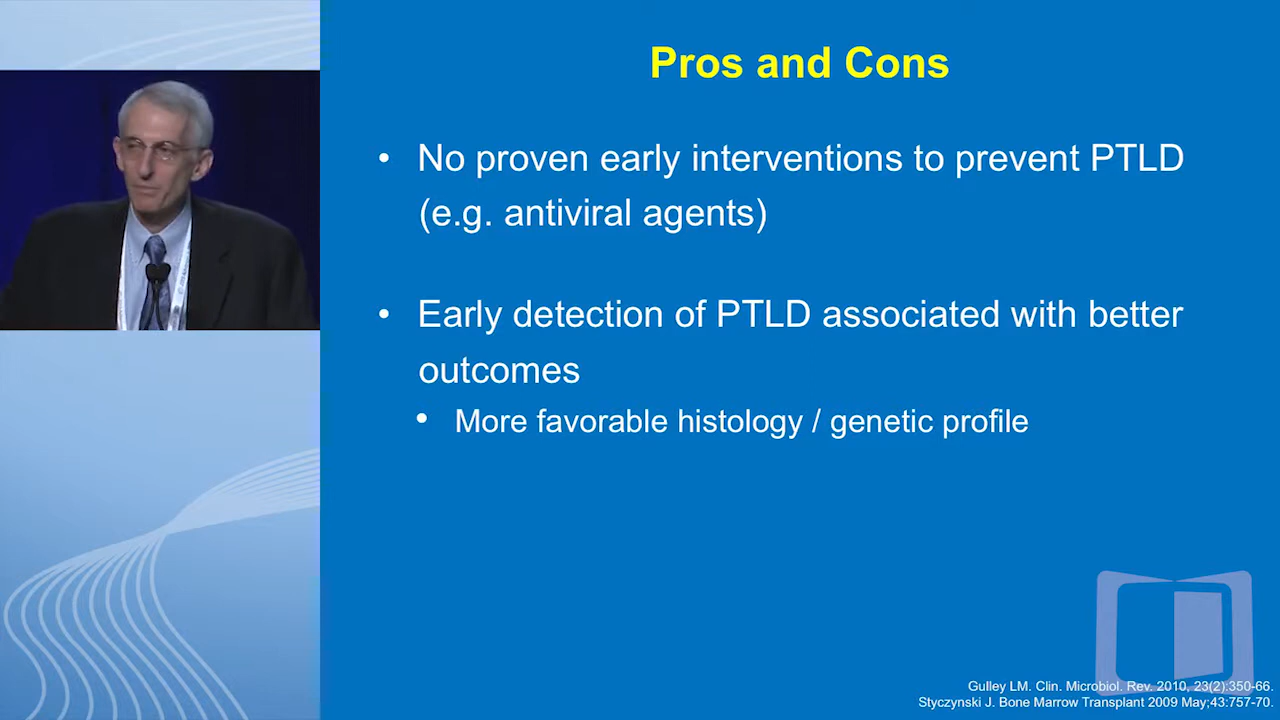 Pros and Cons
• No proven early interventions to prevent PTLD
(e.g. antiviral agents)
• Early detection of PTLD associated with better
outcomes
• More favorable histology / genetic profile
Gulley LM. Clin. Microbiol. Rev. 2010, 23(2):350-66.
Styczynski J. Bone Marrow Transplant 2009 May;43:757-70.